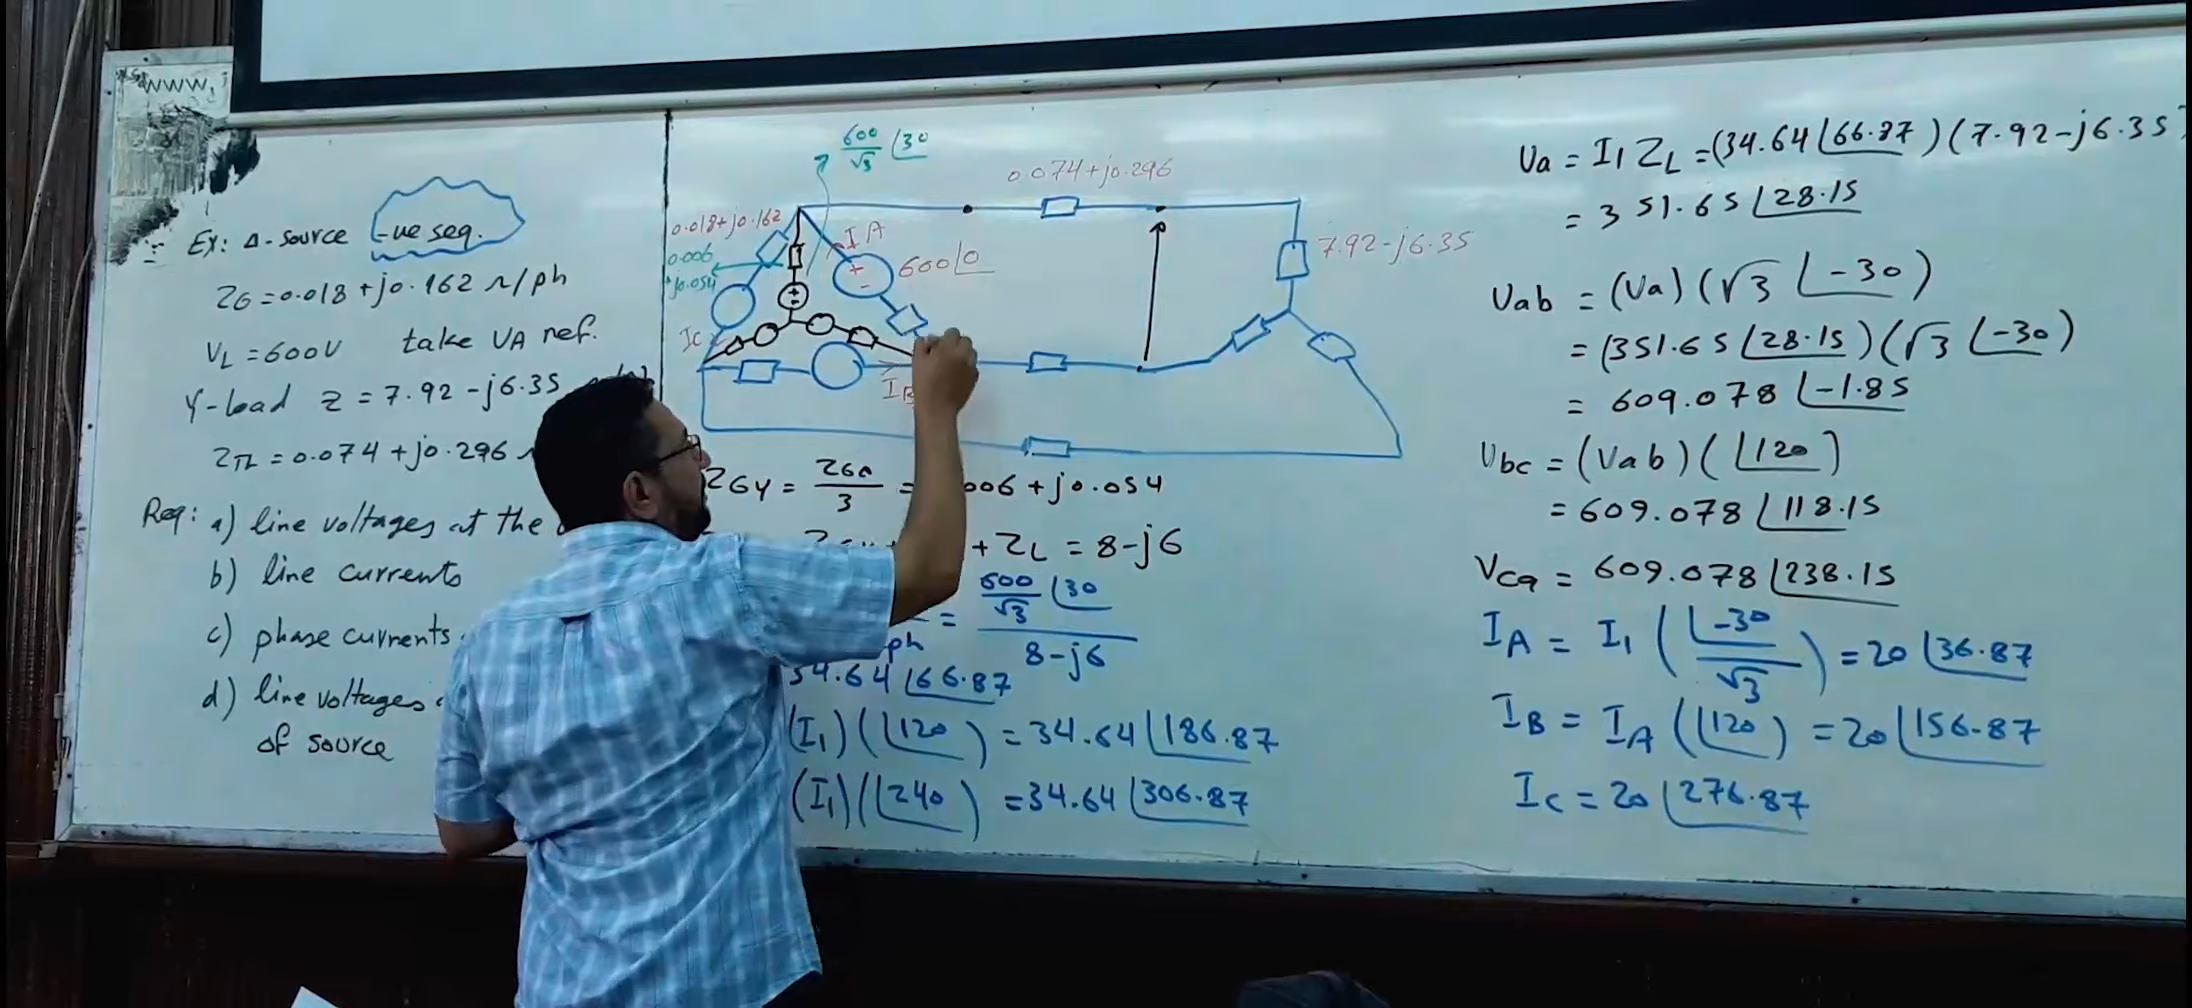 www.
Ex: Δ-source -ve seq.
ZG = 0.018 + j0.162 Ω/ph
VL = 600V take VA ref.
Y-load Z = 7.92 - j6.35
ZTL = 0.074 + j0.296
Req: a) line voltages at the
b) line currents
c) phase currents
d) line voltages
of source
600/√3 ∠30
0.074 + j0.296
0.018 + j0.162
IA
0.006
+j0.054
600∠0
7.92 - j6.35
IC
IB
ZGY = ZGΔ/3 = 006 + j0.054
+ ZL = 8 - j6
= 600/√3 ∠30 / 8 - j6
ph
34.64∠66.87
(I1)(∠120) = 34.64∠186.87
(I1)(∠240) = 34.64∠306.87
Va = I1 ZL = (34.64∠66.87)(7.92 - j6.35
= 351.65∠28.15
Vab = (Va)(√3 ∠-30)
= (351.65∠28.15)(√3 ∠-30)
= 609.078∠-1.85
Vbc = (Vab)(∠120)
= 609.078∠118.15
Vca = 609.078∠238.15
IA = I1 (∠-30/√3) = 20∠36.87
IB = IA (∠120) = 20∠156.87
IC = 20∠276.87